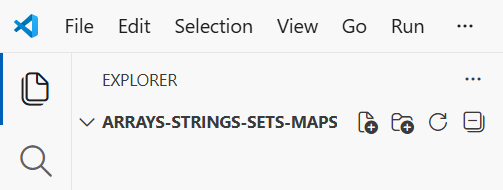 File Edit Selection View Go Run ...
EXPLORER ...
ARRAYS-STRINGS-SETS-MAPS